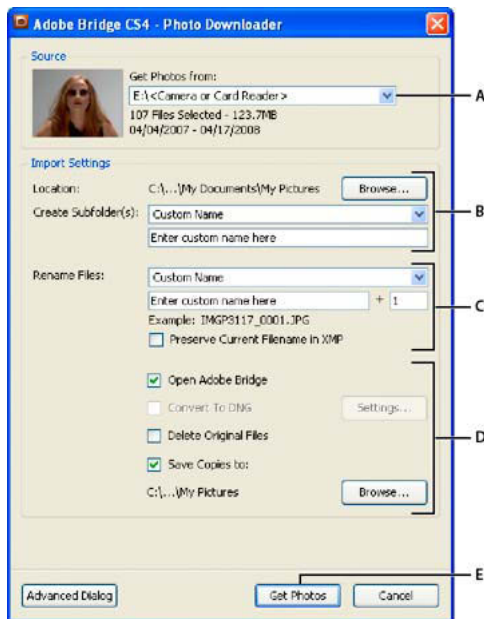 Adobe Bridge CS4 - Photo Downloader
Source
Get Photos from:
E:\<Camera or Card Reader>
A
107 Files Selected - 123.7MB
04/04/2007 - 04/17/2008
Import Settings
Location: C:\...\My Documents\My Pictures Browse...
Create Subfolder(s): Custom Name
B
Enter custom name here
Rename Files: Custom Name
Enter custom name here + 1
C
Example: IMGP3117_0001.JPG
Preserve Current Filename in XMP
Open Adobe Bridge
Convert To DNG Settings...
Delete Original Files
D
Save Copies to:
C:\...\My Pictures Browse...
E
Advanced Dialog Get Photos Cancel